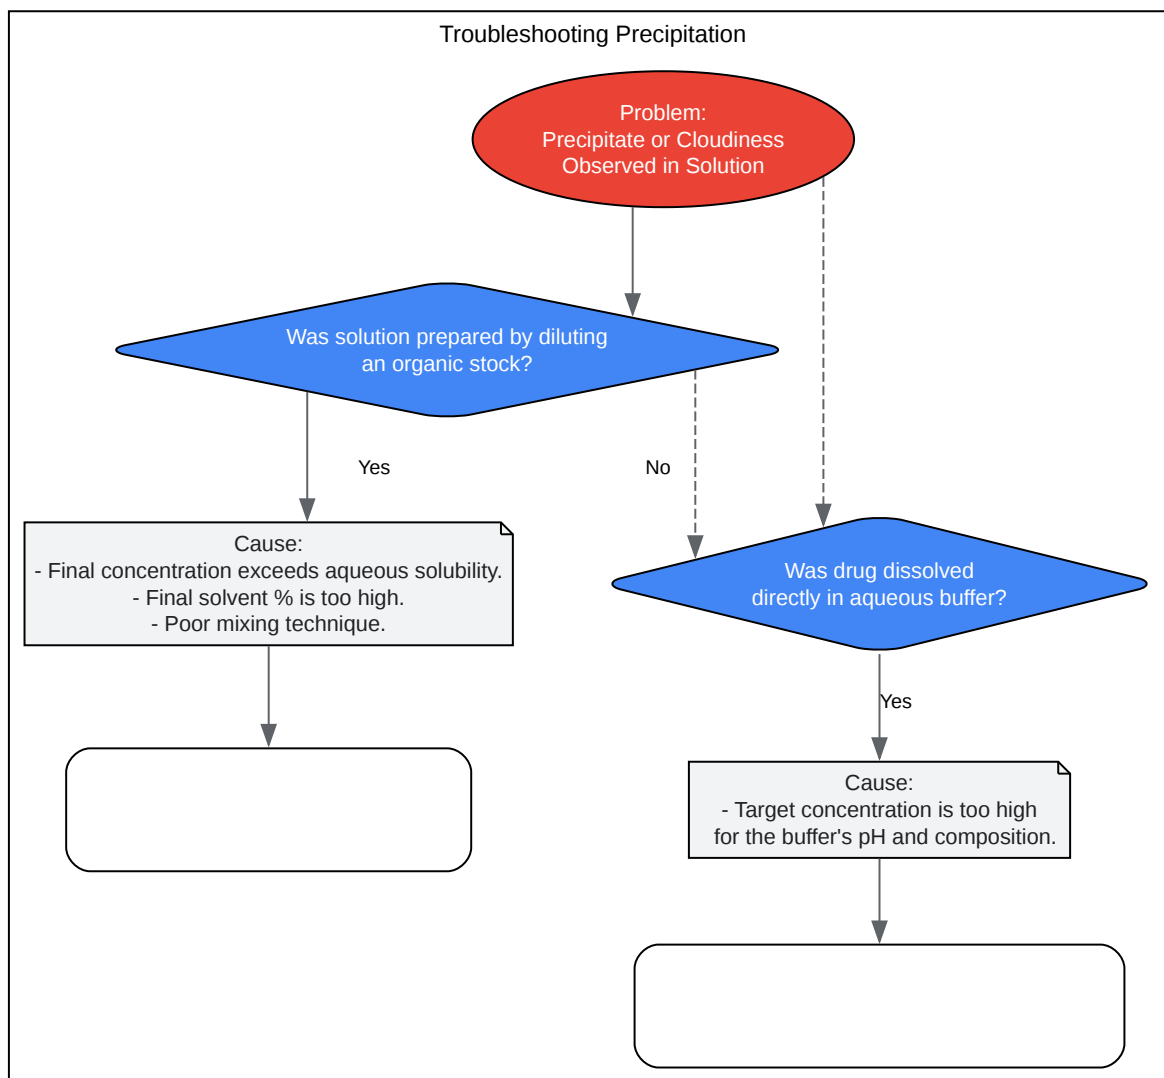 Troubleshooting Precipitation
Problem:
Precipitate or Cloudiness
Observed in Solution
Was solution prepared by diluting
an organic stock?
Yes
No
Cause:
- Final concentration exceeds aqueous solubility.
- Final solvent % is too high.
- Poor mixing technique.
Was drug dissolved
directly in aqueous buffer?
Yes
Cause:
- Target concentration is too high
for the buffer's pH and composition.